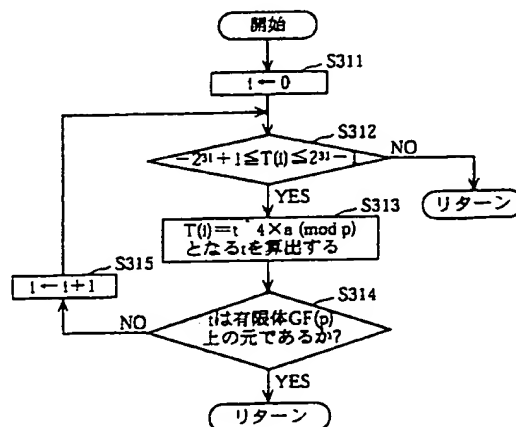 開始
S311
i ← 0
S312
−2³¹+1≦T(i)≦2³¹−1
NO
リターン
YES
S313
T(i)=t^4×a (mod p)
となるtを算出する
S315
i ← i+1
S314
NO
tは有限体GF(p)
上の元であるか?
YES
リターン